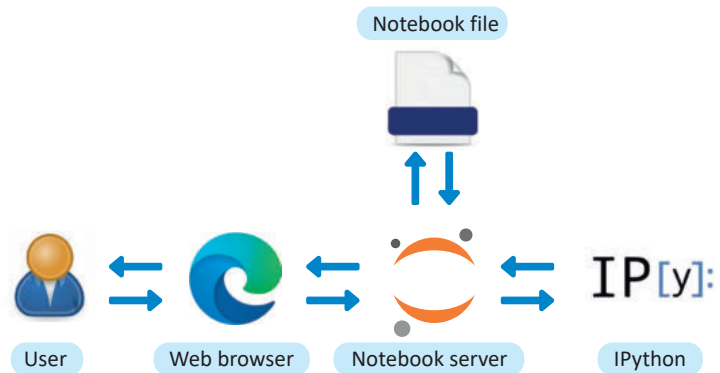 Notebook file
IP[y]:
User
Web browser
Notebook server
IPython